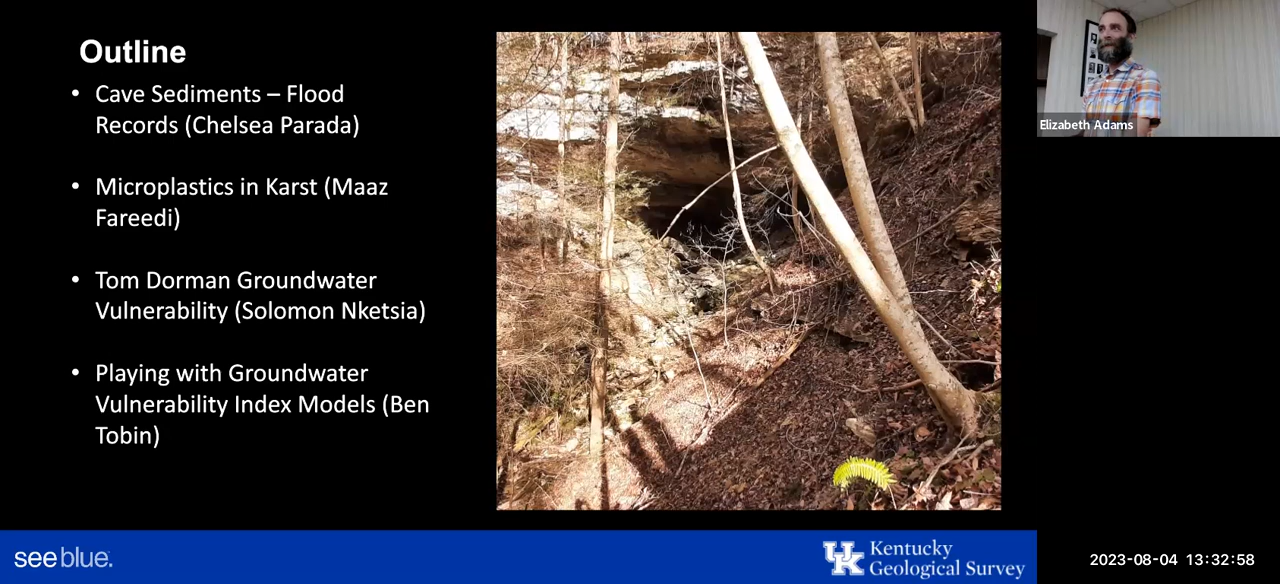 Outline
• Cave Sediments – Flood
Records (Chelsea Parada)
• Microplastics in Karst (Maaz
Fareedi)
• Tom Dorman Groundwater
Vulnerability (Solomon Nketsia)
• Playing with Groundwater
Vulnerability Index Models (Ben
Tobin)
Elizabeth Adams
see blue.
UK Kentucky
Geological Survey
2023-08-04 13:32:58